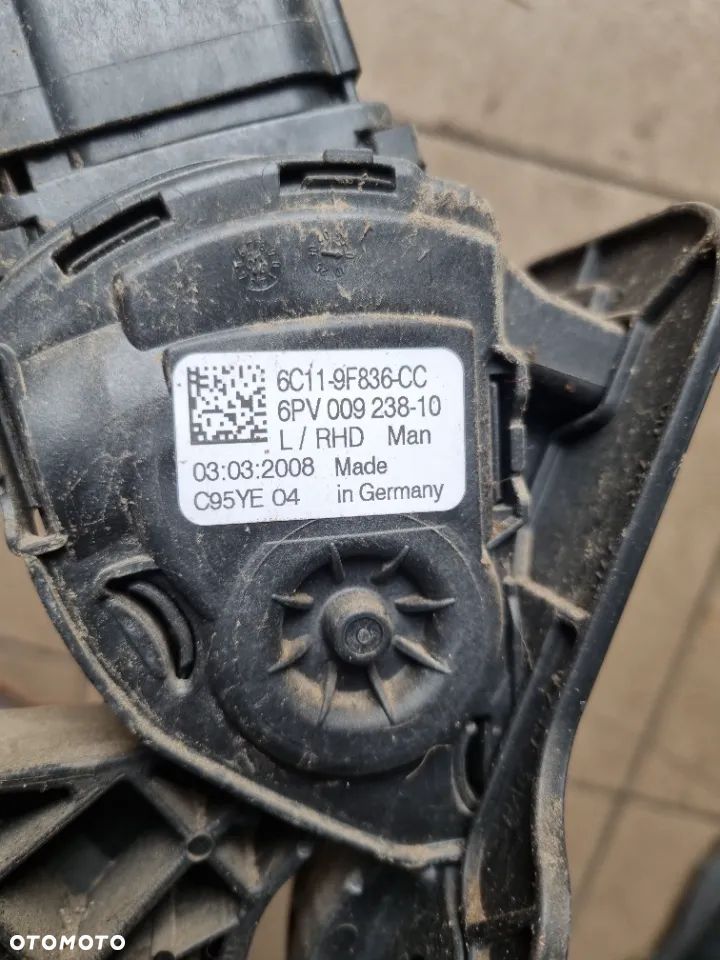 6C11-9F836-CC
6PV 009 238-10
L / RHD Man
03:03:2008 Made
C95YE 04 in Germany
OTOMOTO